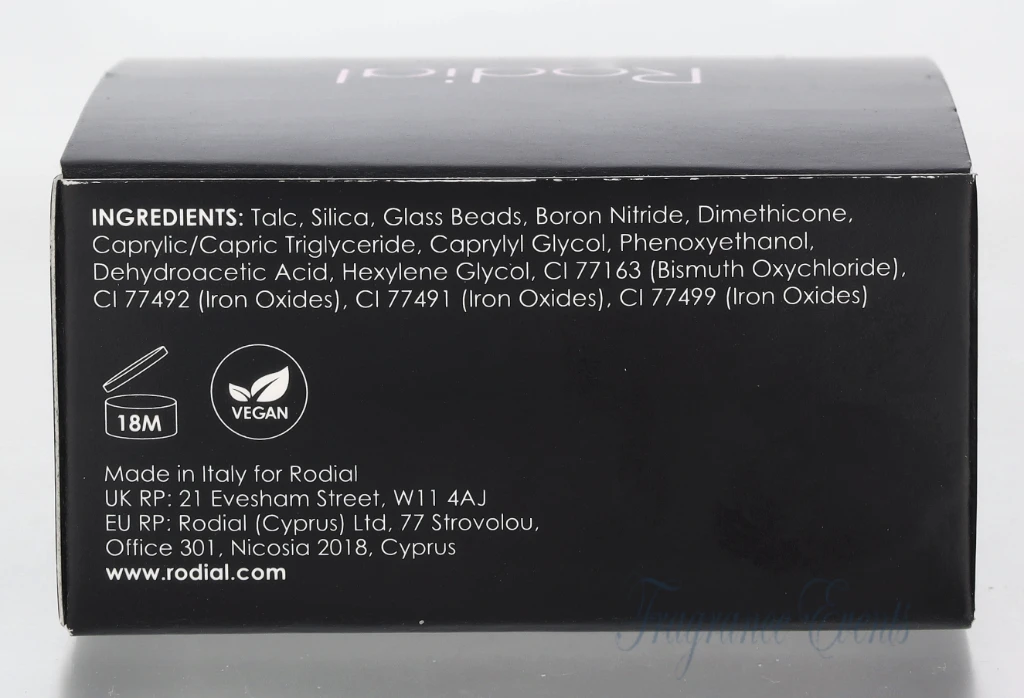 Rodial
INGREDIENTS: Talc, Silica, Glass Beads, Boron Nitride, Dimethicone,
Caprylic/Capric Triglyceride, Caprylyl Glycol, Phenoxyethanol,
Dehydroacetic Acid, Hexylene Glycol, CI 77163 (Bismuth Oxychloride),
CI 77492 (Iron Oxides), CI 77491 (Iron Oxides), CI 77499 (Iron Oxides)
18M
VEGAN
Made in Italy for Rodial
UK RP: 21 Evesham Street, W11 4AJ
EU RP: Rodial (Cyprus) Ltd, 77 Strovolou,
Office 301, Nicosia 2018, Cyprus
www.rodial.com
Fragrance Events